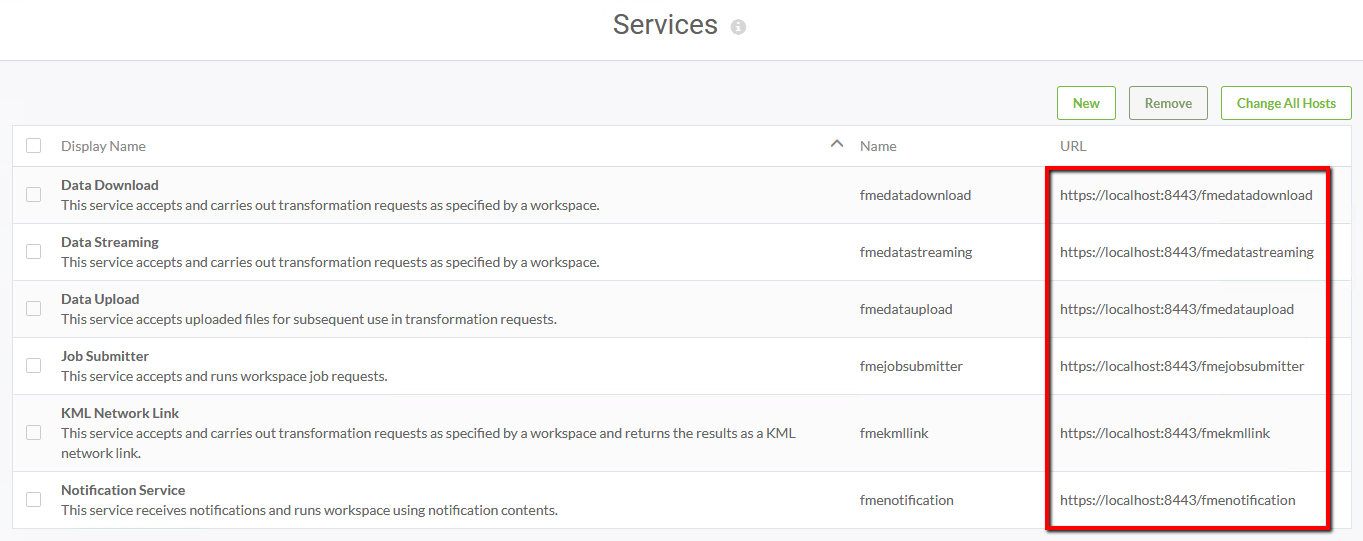 Services
New Remove Change All Hosts
Display Name Name URL
Data Download
This service accepts and carries out transformation requests as specified by a workspace.
fmedatadownload https://localhost:8443/fmedatadownload
Data Streaming
This service accepts and carries out transformation requests as specified by a workspace.
fmedatastreaming https://localhost:8443/fmedatastreaming
Data Upload
This service accepts uploaded files for subsequent use in transformation requests.
fmedataupload https://localhost:8443/fmedataupload
Job Submitter
This service accepts and runs workspace job requests.
fmejobsubmitter https://localhost:8443/fmejobsubmitter
KML Network Link
This service accepts and carries out transformation requests as specified by a workspace and returns the results as a KML
network link.
fmekmllink https://localhost:8443/fmekmllink
Notification Service
This service receives notifications and runs workspace using notification contents.
fmenotification https://localhost:8443/fmenotification